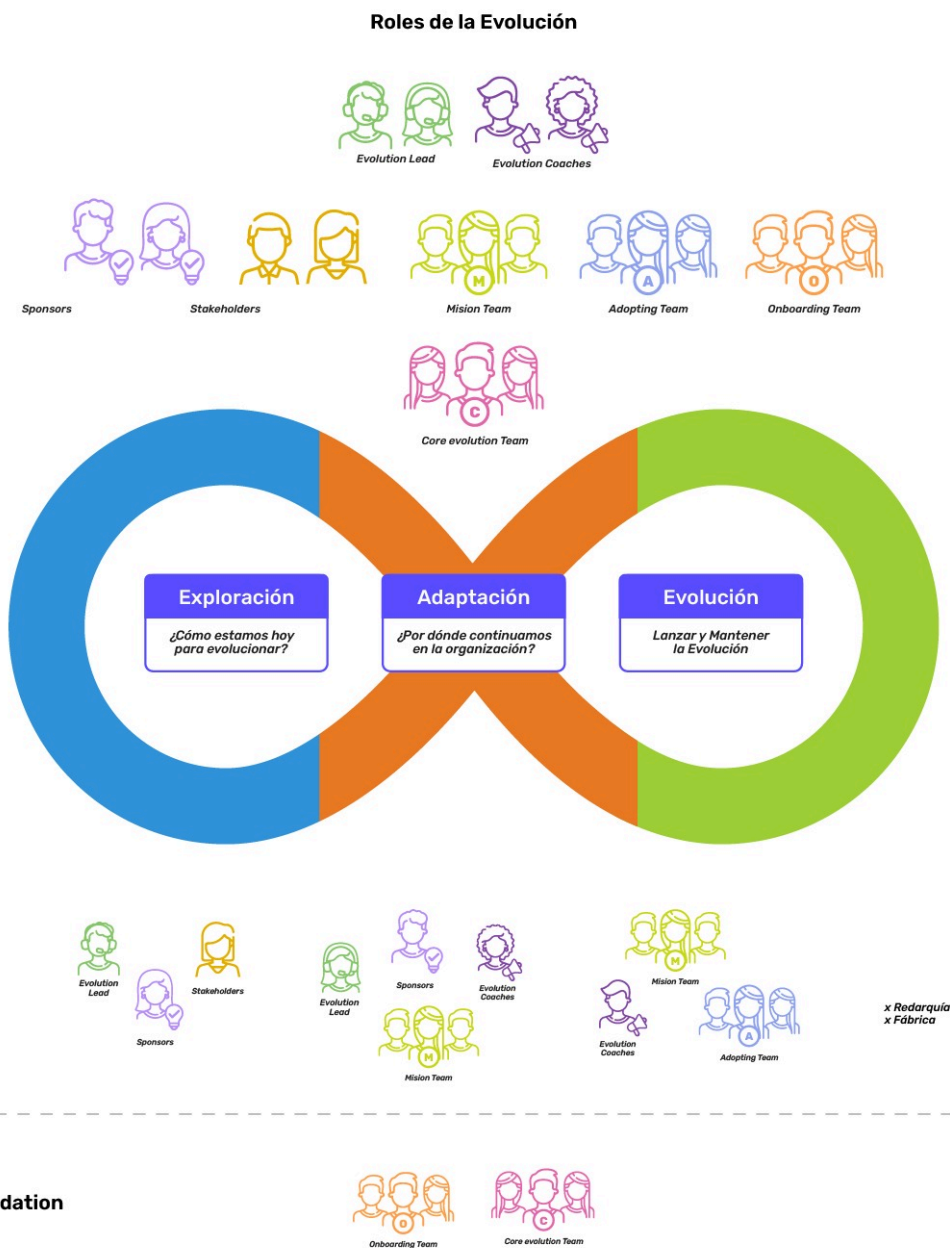 Roles de la Evolución
Evolution Lead
Evolution Coaches
Sponsors
Stakeholders
M
Mision Team
A
Adopting Team
O
Onboarding Team
C
Core evolution Team
Exploración
¿Cómo estamos hoy
para evolucionar?
Adaptación
¿Por dónde continuamos
en la organización?
Evolución
Lanzar y Mantener
la Evolución
Evolution
Lead
Sponsors
Stakeholders
Evolution
Lead
Sponsors
Evolution
Coaches
M
Mision Team
M
Mision Team
Evolution
Coaches
A
Adopting Team
x Redarquía
x Fábrica
dation
O
Onboarding Team
C
Core evolution Team